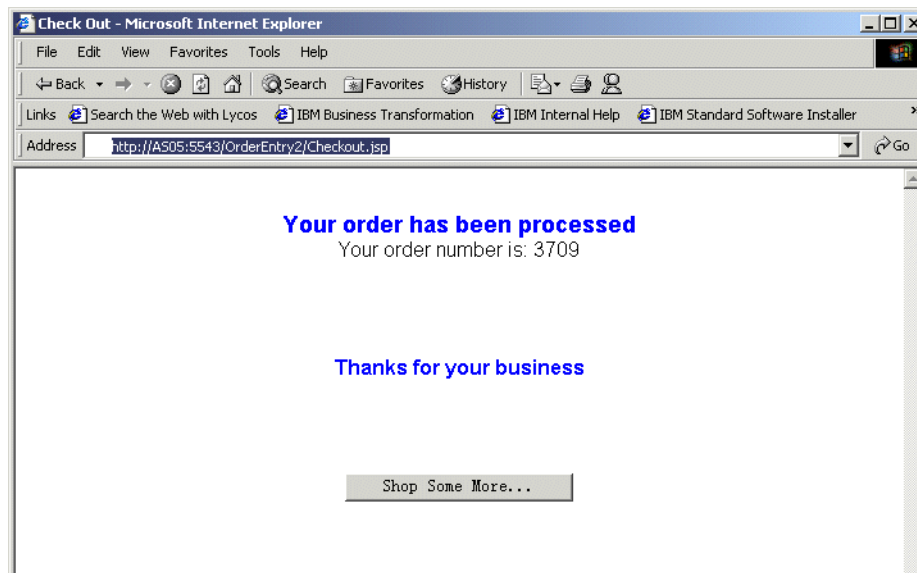 Check Out - Microsoft Internet Explorer
File Edit View Favorites Tools Help
Back Search Favorites History
Links Search the Web with Lycos IBM Business Transformation IBM Internal Help IBM Standard Software Installer »
Address http://AS05:5543/OrderEntry2/Checkout.jsp Go
Your order has been processed
Your order number is: 3709
Thanks for your business
Shop Some More...